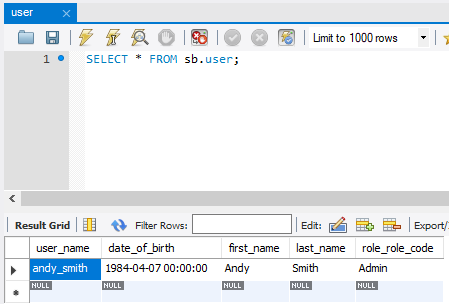 user
Limit to 1000 rows
1 SELECT * FROM sb.user;
Result Grid Filter Rows: Edit: Export/
user_name date_of_birth first_name last_name role_role_code
andy_smith 1984-04-07 00:00:00 Andy Smith Admin
NULL NULL NULL NULL NULL